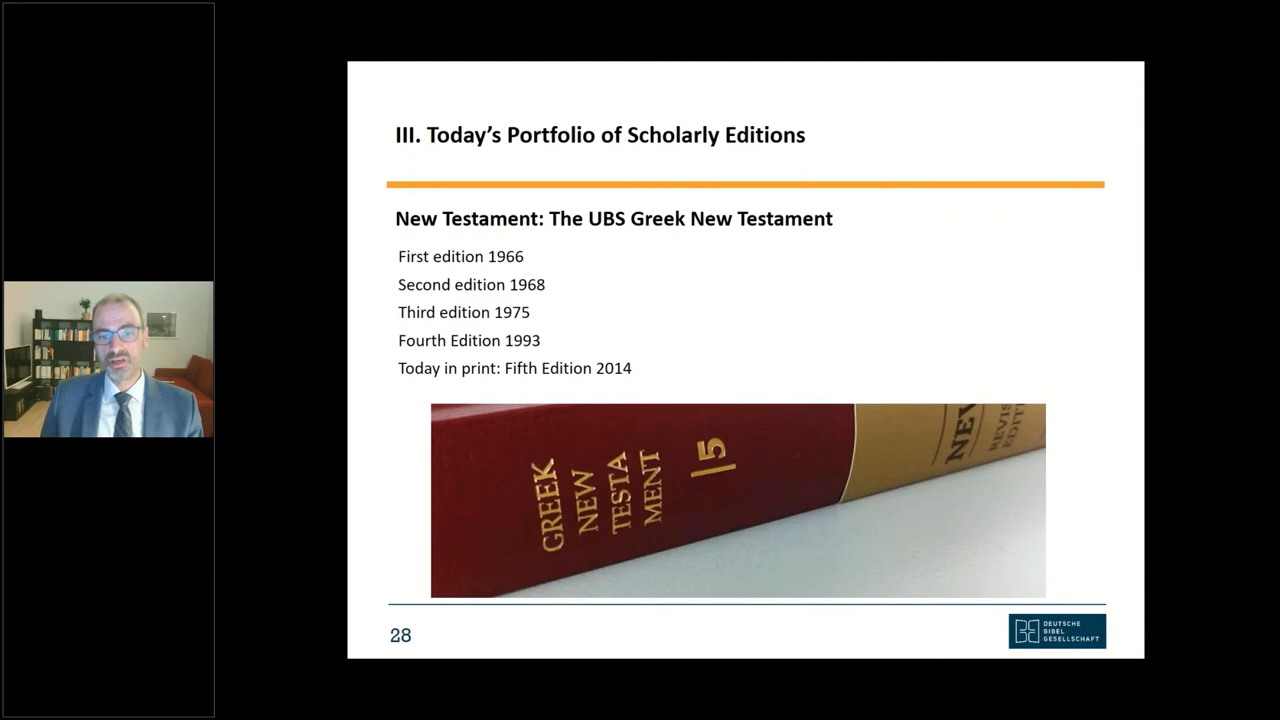 III. Today's Portfolio of Scholarly Editions
New Testament: The UBS Greek New Testament
First edition 1966
Second edition 1968
Third edition 1975
Fourth Edition 1993
Today in print: Fifth Edition 2014
GREEK
NEW
TESTA
MENT
5
NEW
28
DEUTSCHE
BIBEL
GESELLSCHAFT